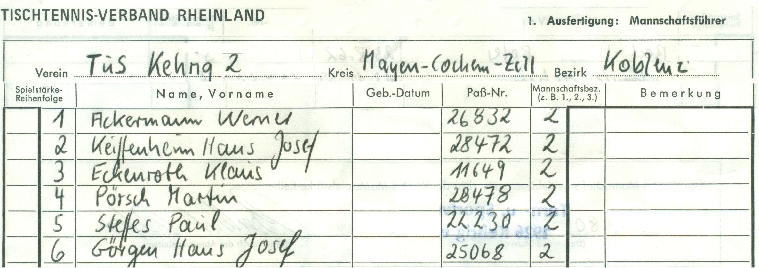 TISCHTENNIS-VERBAND RHEINLAND
1. Ausfertigung: Mannschaftsführer
Verein TuS Kehrig 2 Kreis Mayen-Cochem-Zell Bezirk Koblenz
Spielstärke-Reihenfolge Name, Vorname Geb.-Datum Paß-Nr. Mannschaftsbez. (z. B. 1., 2., 3.) Bemerkung
1 Ackermann Werner 26832 2
2 Keiffenheim Hans Josef 28472 2
3 Eckenroth Klaus 11649 2
4 Pörsch Martin 28478 2
5 Steffes Paul 22230 2
6 Görgen Hans Josef 25068 2